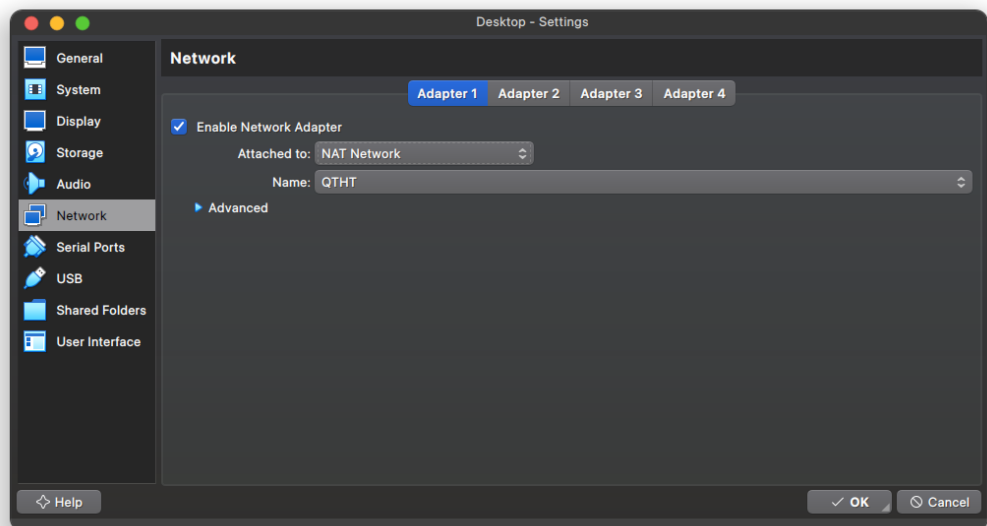 Desktop - Settings
General
System
Display
Storage
Audio
Network
Serial Ports
USB
Shared Folders
User Interface
Network
Adapter 1 Adapter 2 Adapter 3 Adapter 4
Enable Network Adapter
Attached to: NAT Network
Name: QTHT
Advanced
Help
OK Cancel